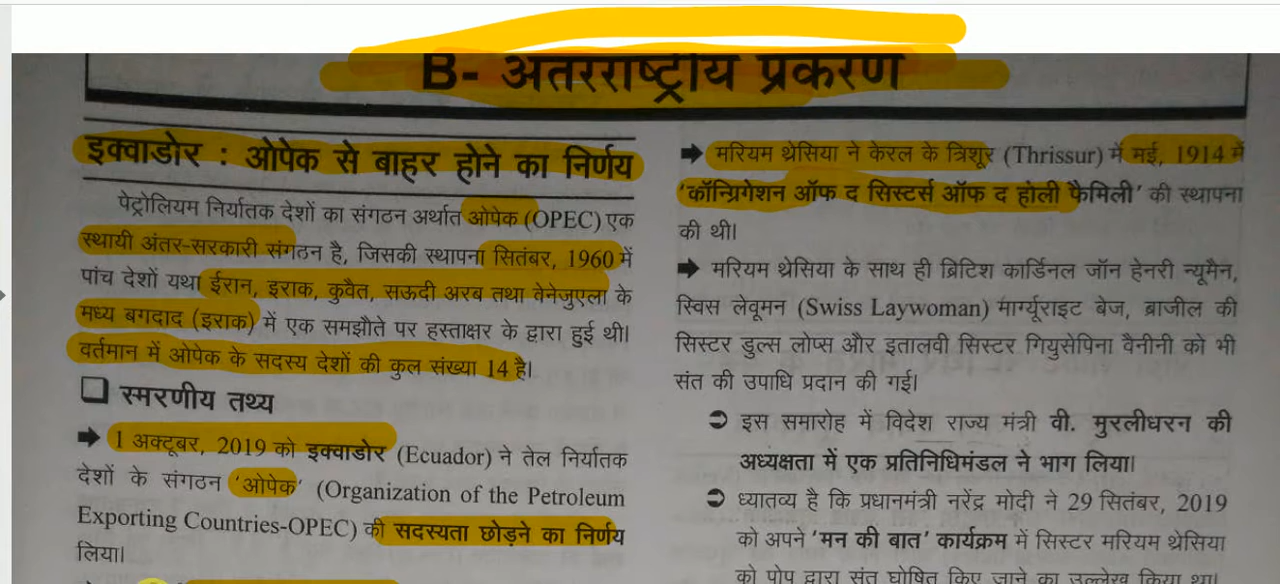 B- अंतरराष्ट्रीय प्रकरण
इक्वाडोर : ओपेक से बाहर होने का निर्णय
पेट्रोलियम निर्यातक देशों का संगठन अर्थात ओपेक (OPEC) एक
स्थायी अंतर-सरकारी संगठन है, जिसकी स्थापना सितंबर, 1960 में
पांच देशों यथा ईरान, इराक, कुवैत, सऊदी अरब तथा वेनेजुएला के
मध्य बगदाद (इराक) में एक समझौते पर हस्ताक्षर के द्वारा हुई थी।
वर्तमान में ओपेक के सदस्य देशों की कुल संख्या 14 है।
❑ स्मरणीय तथ्य
➡ 1 अक्टूबर, 2019 को इक्वाडोर (Ecuador) ने तेल निर्यातक
देशों के संगठन 'ओपेक' (Organization of the Petroleum
Exporting Countries-OPEC) की सदस्यता छोड़ने का निर्णय
लिया।
➡ मरियम थ्रेसिया ने केरल के त्रिशूर (Thrissur) में मई, 1914 में
'कॉन्ग्रिगेशन ऑफ द सिस्टर्स ऑफ द होली फैमिली' की स्थापना
की थी।
➡ मरियम थ्रेसिया के साथ ही ब्रिटिश कार्डिनल जॉन हेनरी न्यूमैन,
स्विस लेवूमन (Swiss Laywoman) मार्ग्यूराइट बेज, ब्राजील की
सिस्टर डुल्स लोप्स और इतालवी सिस्टर गियुसेपिना वैनीनी को भी
संत की उपाधि प्रदान की गई।
➲ इस समारोह में विदेश राज्य मंत्री वी. मुरलीधरन की
अध्यक्षता में एक प्रतिनिधिमंडल ने भाग लिया।
➲ ध्यातव्य है कि प्रधानमंत्री नरेंद्र मोदी ने 29 सितंबर, 2019
को अपने 'मन की बात' कार्यक्रम में सिस्टर मरियम थ्रेसिया
को पोप द्वारा संत घोषित किए जाने का उल्लेख किया था।